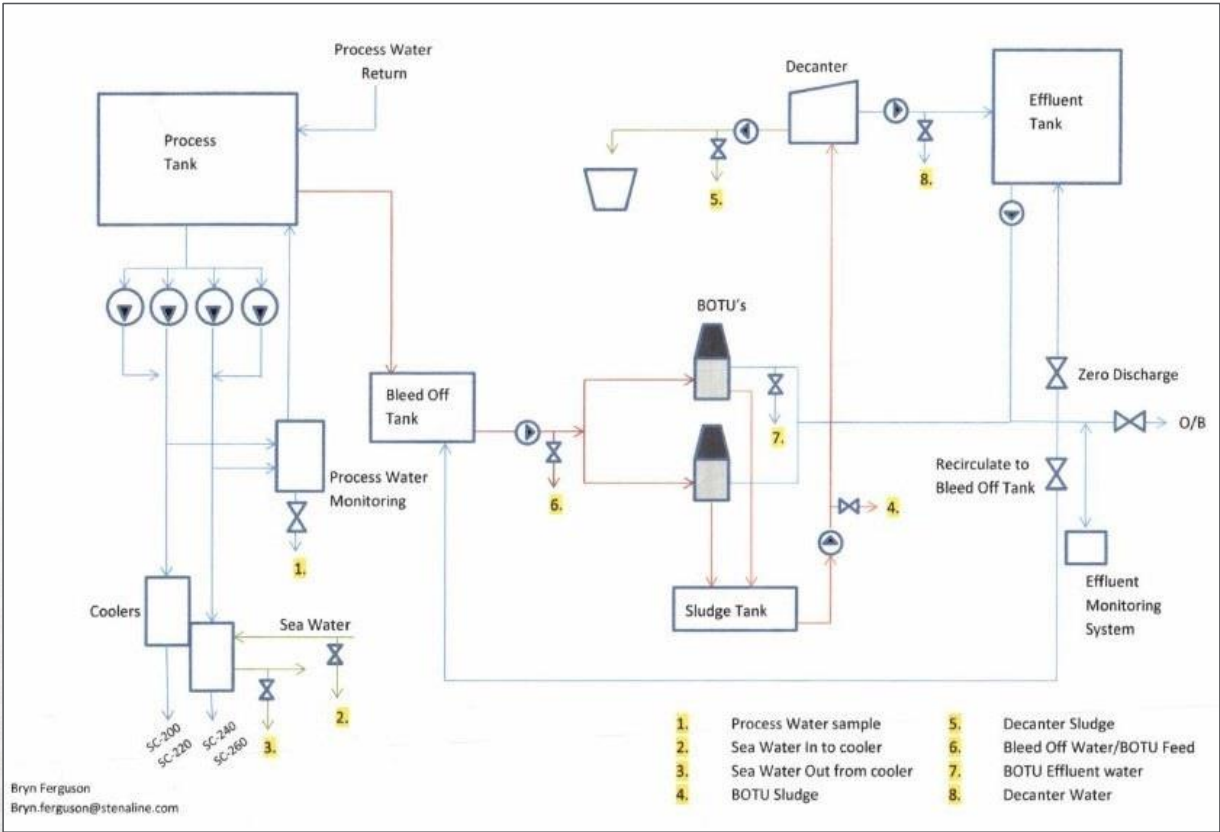 Process Water
Return
Process
Tank
Decanter
Effluent
Tank
5.
8.
BOTU's
Bleed Off
Tank
Zero Discharge
7.
O/B
Process Water
Monitoring
6.
Recirculate to
Bleed Off Tank
4.
1.
Coolers
Sea Water
Sludge Tank
Effluent
Monitoring
System
2.
3.
SC-200
SC-220
SC-240
SC-260
1. Process Water sample
2. Sea Water In to cooler
3. Sea Water Out from cooler
4. BOTU Sludge
5. Decanter Sludge
6. Bleed Off Water/BOTU Feed
7. BOTU Effluent water
8. Decanter Water
Bryn Ferguson
Bryn.ferguson@stenaline.com